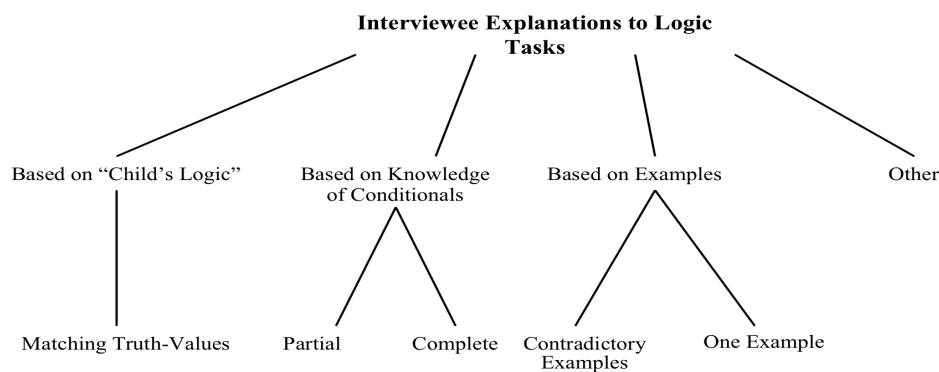 Interviewee Explanations to Logic
Tasks
Based on “Child’s Logic”
Based on Knowledge
of Conditionals
Based on Examples
Other
Matching Truth-Values
Partial
Complete
Contradictory
Examples
One Example